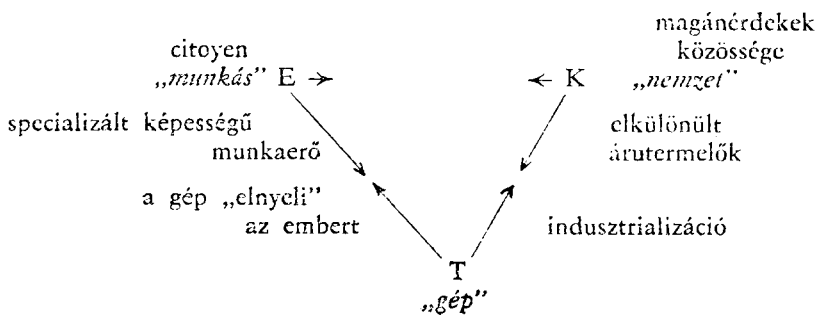 magánérdekek
citoyen közössége
„munkás” E → ← K „nemzet”
specializált képességű elkülönült
munkaerő árutermelők
a gép „elnyeli”
az embert indusztrializáció
T
„gép”